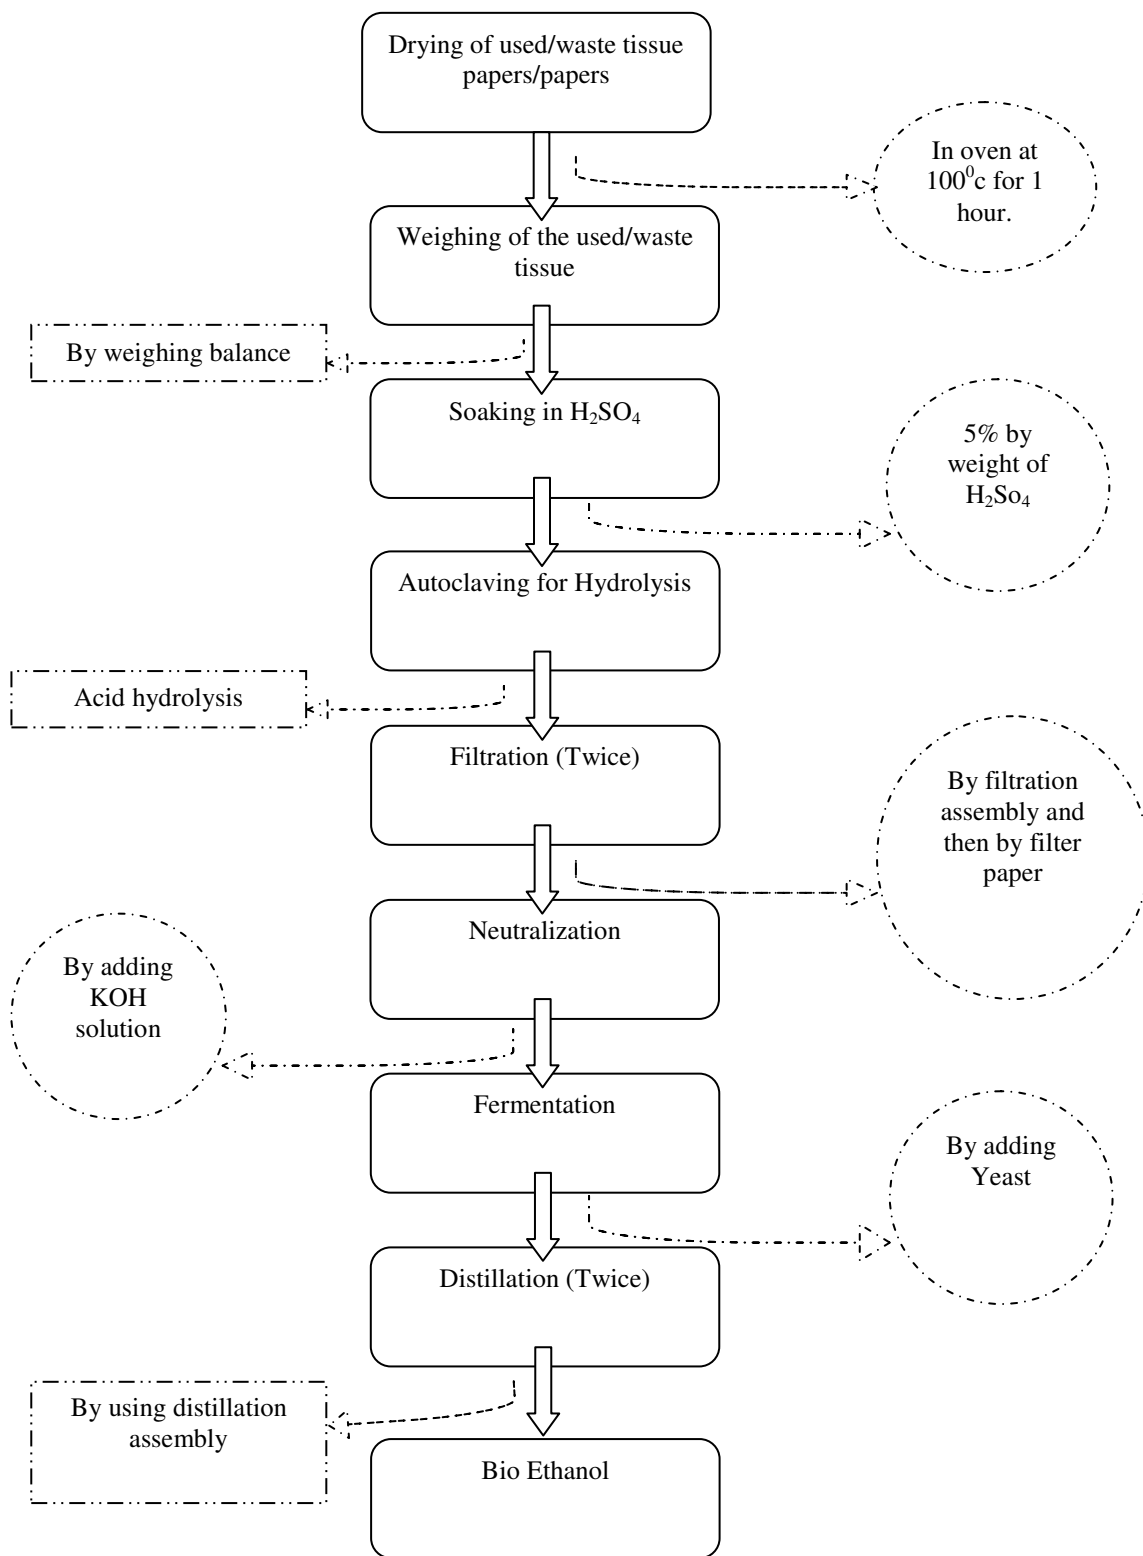 Drying of used/waste tissue
papers/papers
In oven at
100⁰c for 1
hour.
Weighing of the used/waste
tissue
By weighing balance
Soaking in H₂SO₄
5% by
weight of
H₂So₄
Autoclaving for Hydrolysis
Acid hydrolysis
Filtration (Twice)
By filtration
assembly and
then by filter
paper
Neutralization
By adding
KOH
solution
Fermentation
By adding
Yeast
Distillation (Twice)
By using distillation
assembly
Bio Ethanol